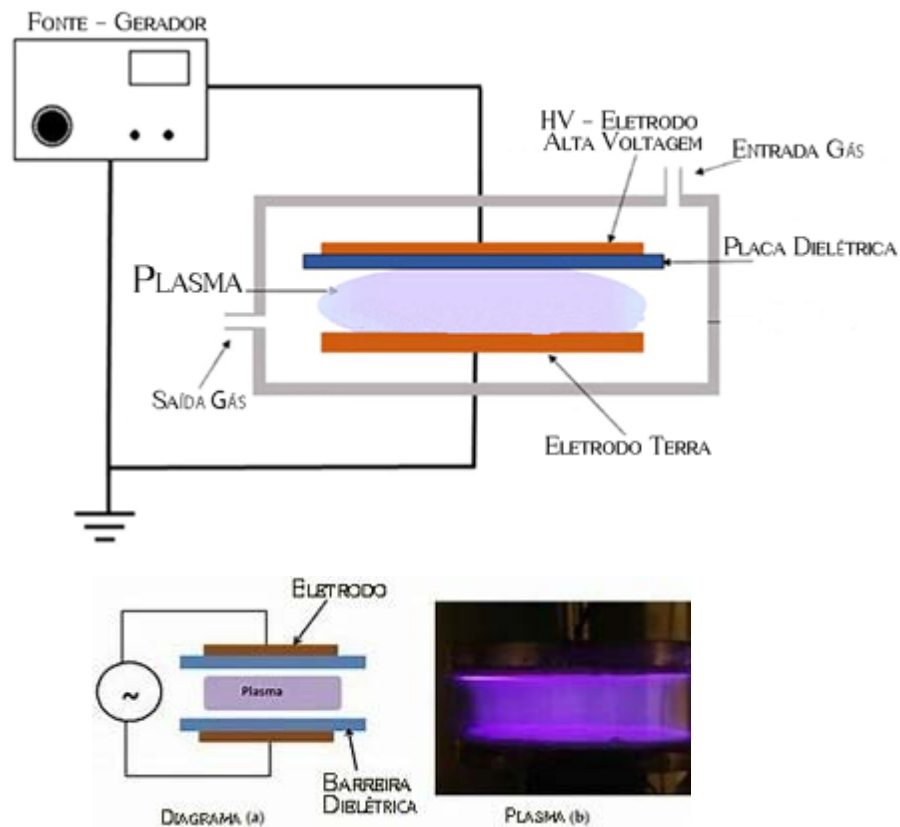 Fonte - Gerador
HV - Eletrodo
Alta Voltagem
Entrada Gás
Placa Dielétrica
Plasma
Saída Gás
Eletrodo Terra
Eletrodo
~
Plasma
Barreira
Dielétrica
Diagrama (a)
Plasma (b)